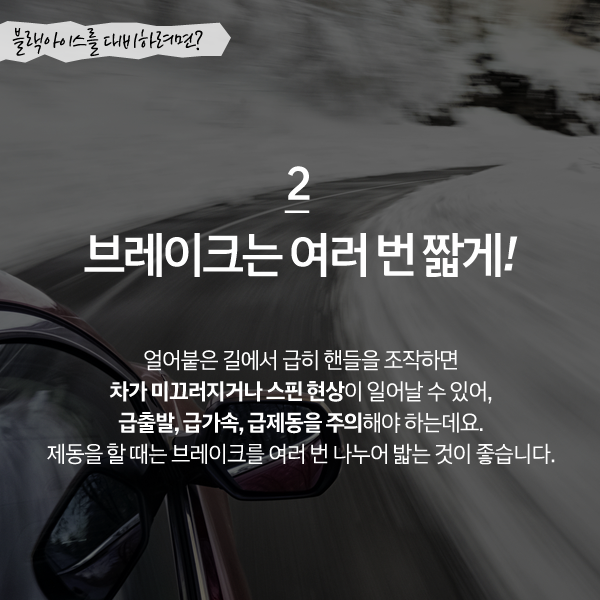 블랙아이스를 대비하려면?
2
브레이크는 여러 번 짧게!
얼어붙은 길에서 급히 핸들을 조작하면
차가 미끄러지거나 스핀 현상이 일어날 수 있어,
급출발, 급가속, 급제동을 주의해야 하는데요.
제동을 할 때는 브레이크를 여러 번 나누어 밟는 것이 좋습니다.